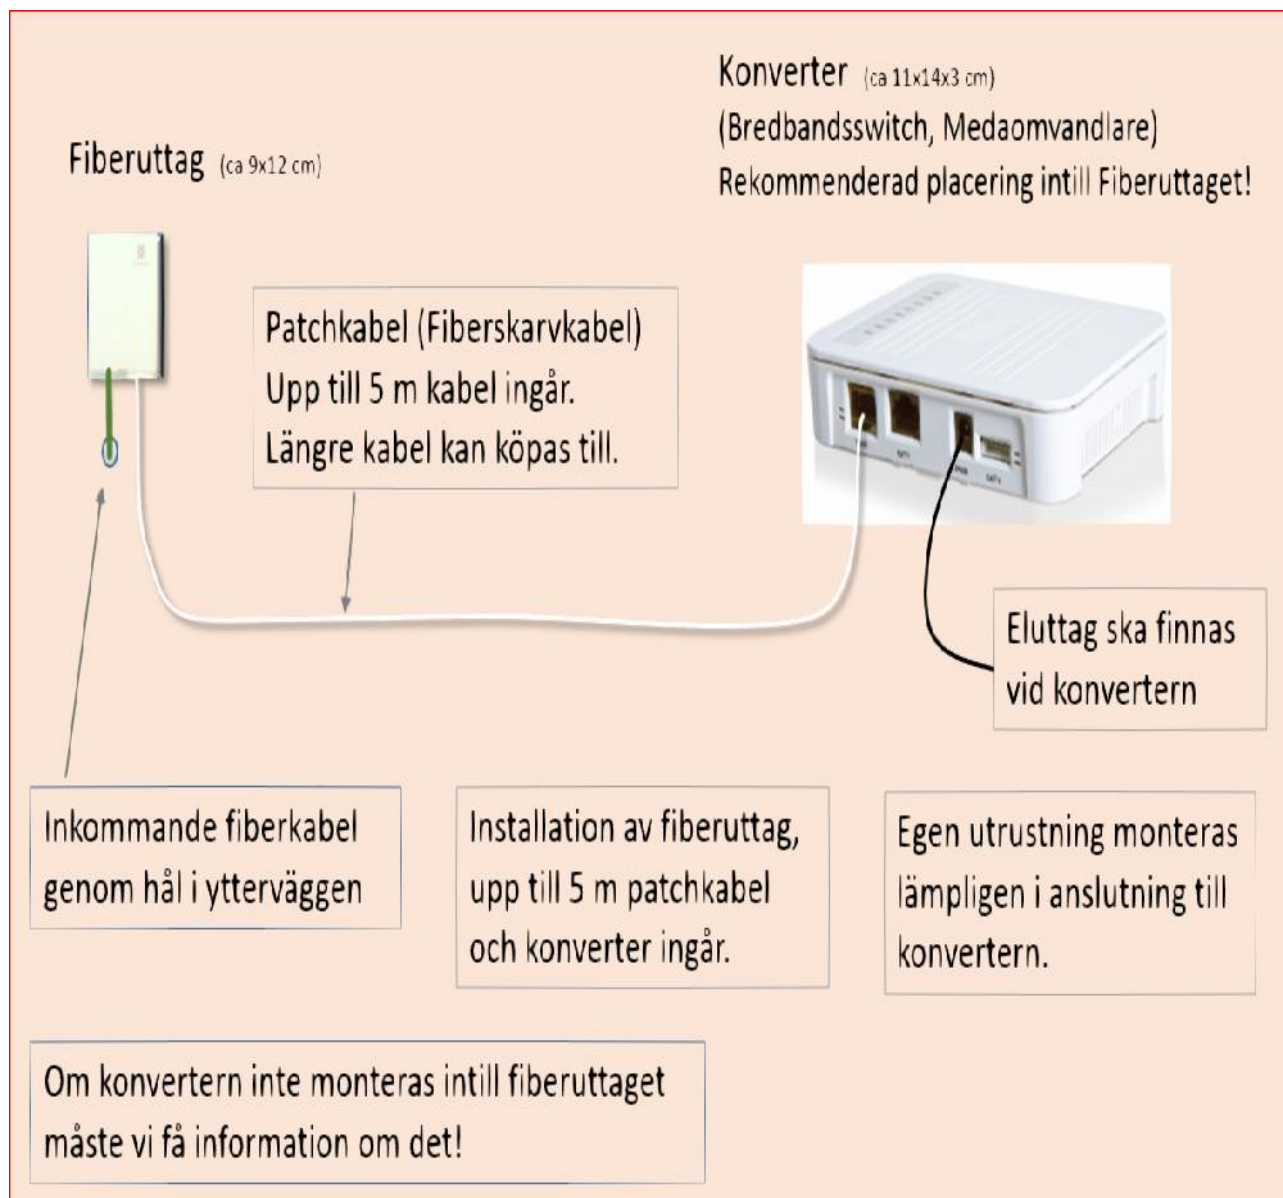 Konverter (ca 11x14x3 cm)
(Bredbandsswitch, Medaomvandlare)
Rekommenderad placering intill Fiberuttaget!
Fiberuttag (ca 9x12 cm)
Patchkabel (Fiberskarvkabel)
Upp till 5 m kabel ingår.
Längre kabel kan köpas till.
Eluttag ska finnas
vid konvertern
Inkommande fiberkabel
genom hål i ytterväggen
Installation av fiberuttag,
upp till 5 m patchkabel
och konverter ingår.
Egen utrustning monteras
lämpligen i anslutning till
konvertern.
Om konvertern inte monteras intill fiberuttaget
måste vi få information om det!